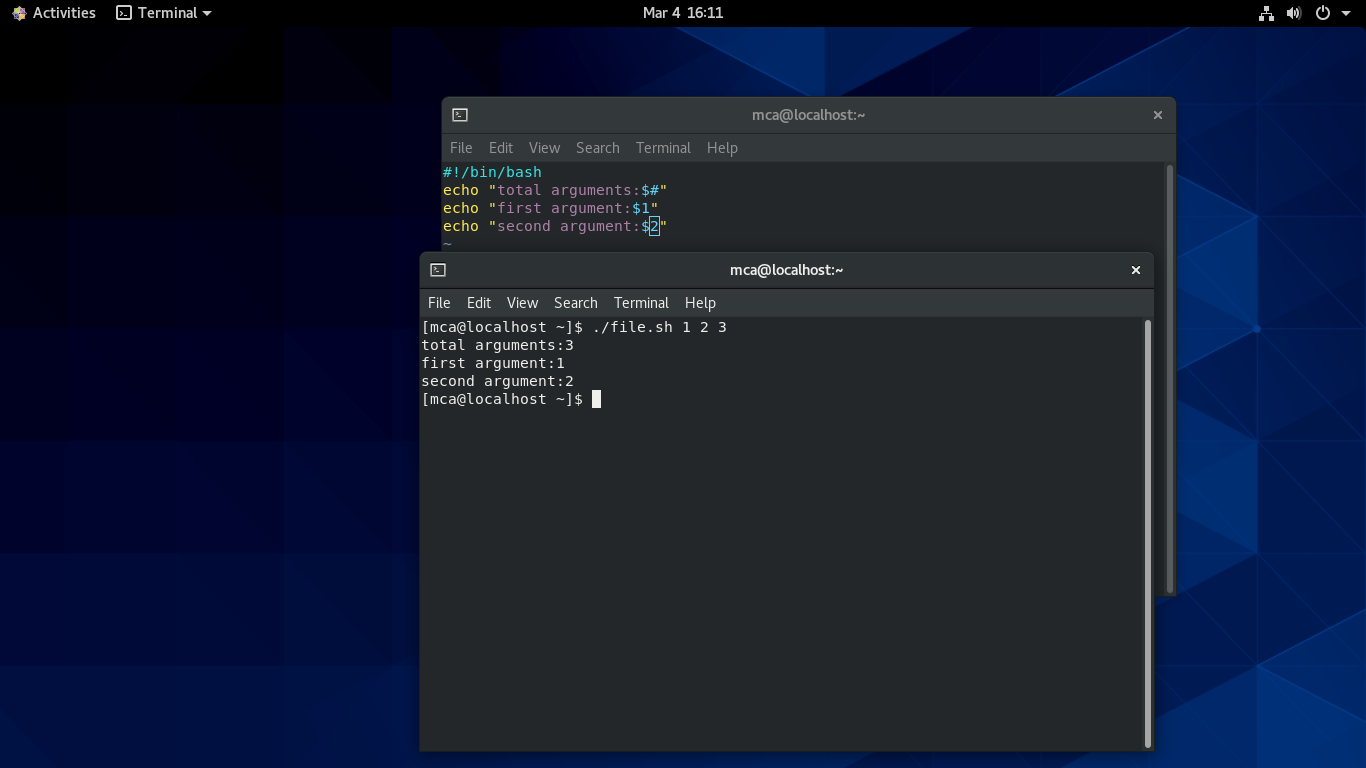 Activities
Terminal
Mar 4 16:11
mca@localhost:~
File Edit View Search Terminal Help
#!/bin/bash
echo "total arguments:$#"
echo "first argument:$1"
echo "second argument:$2"
~
mca@localhost:~
File Edit View Search Terminal Help
[mca@localhost ~]$ ./file.sh 1 2 3
total arguments:3
first argument:1
second argument:2
[mca@localhost ~]$